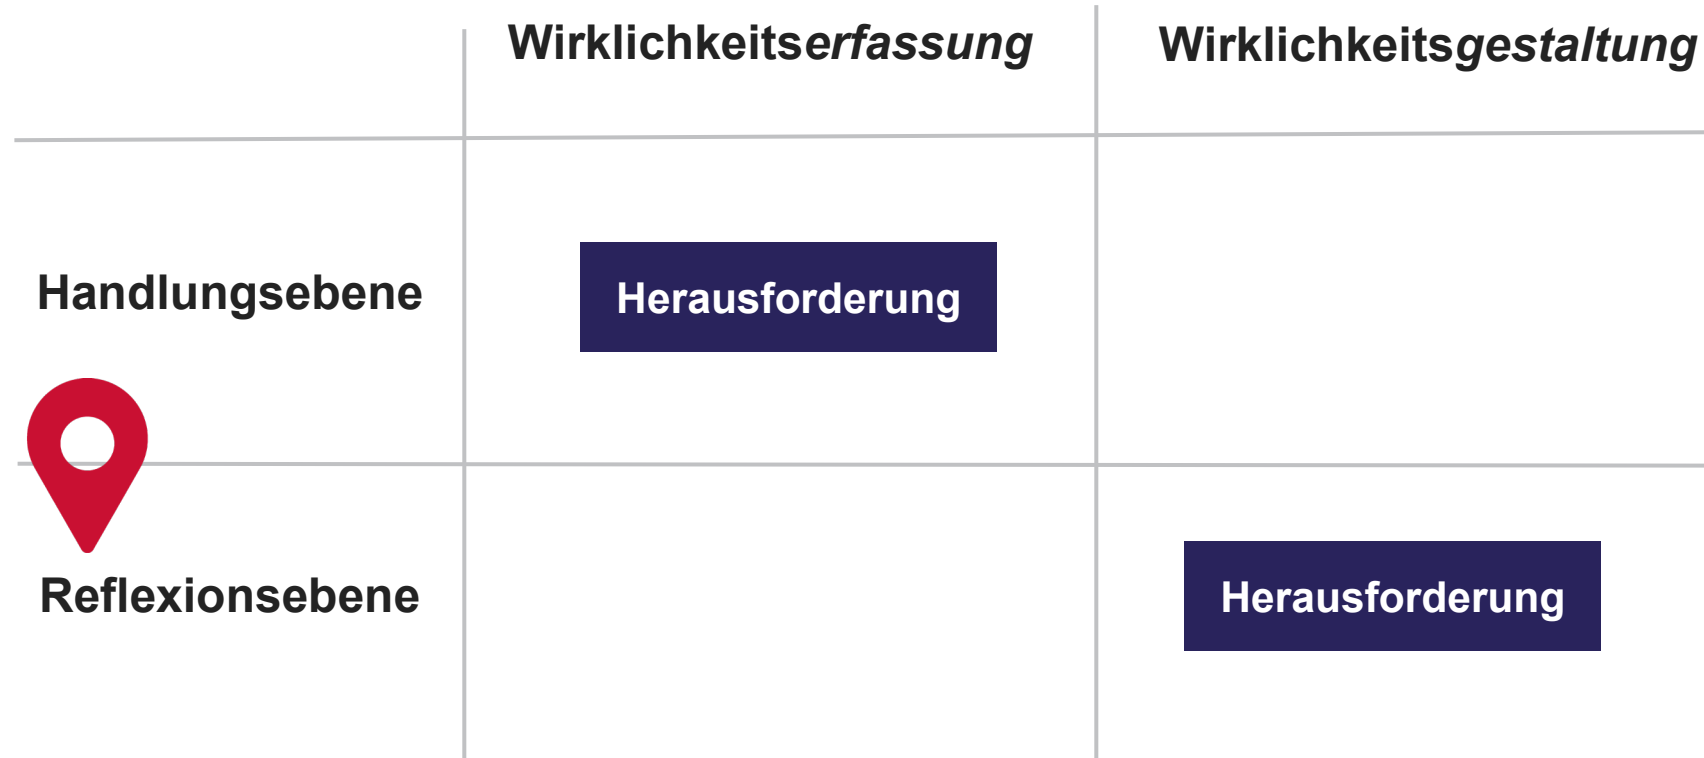 Wirklichkeitserfassung
Wirklichkeitsgestaltung
Handlungsebene
Herausforderung
Reflexionsebene
Herausforderung